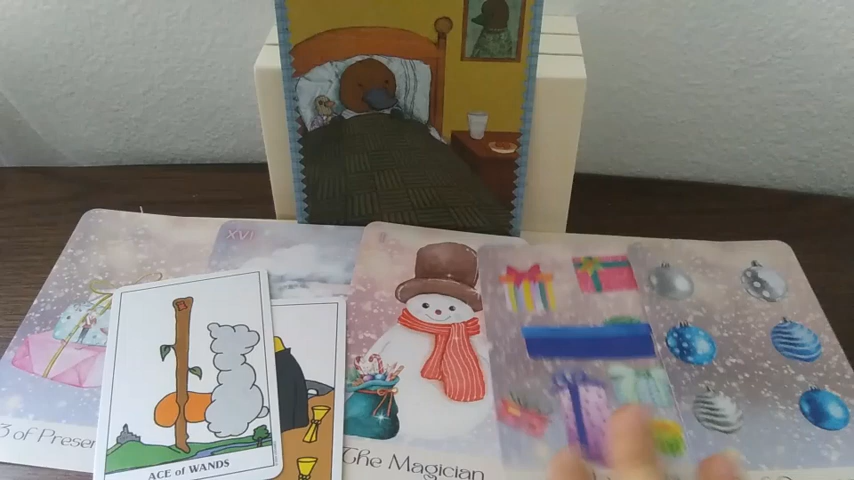 XVI
ACE of WANDS
3 of Presen
The Magician